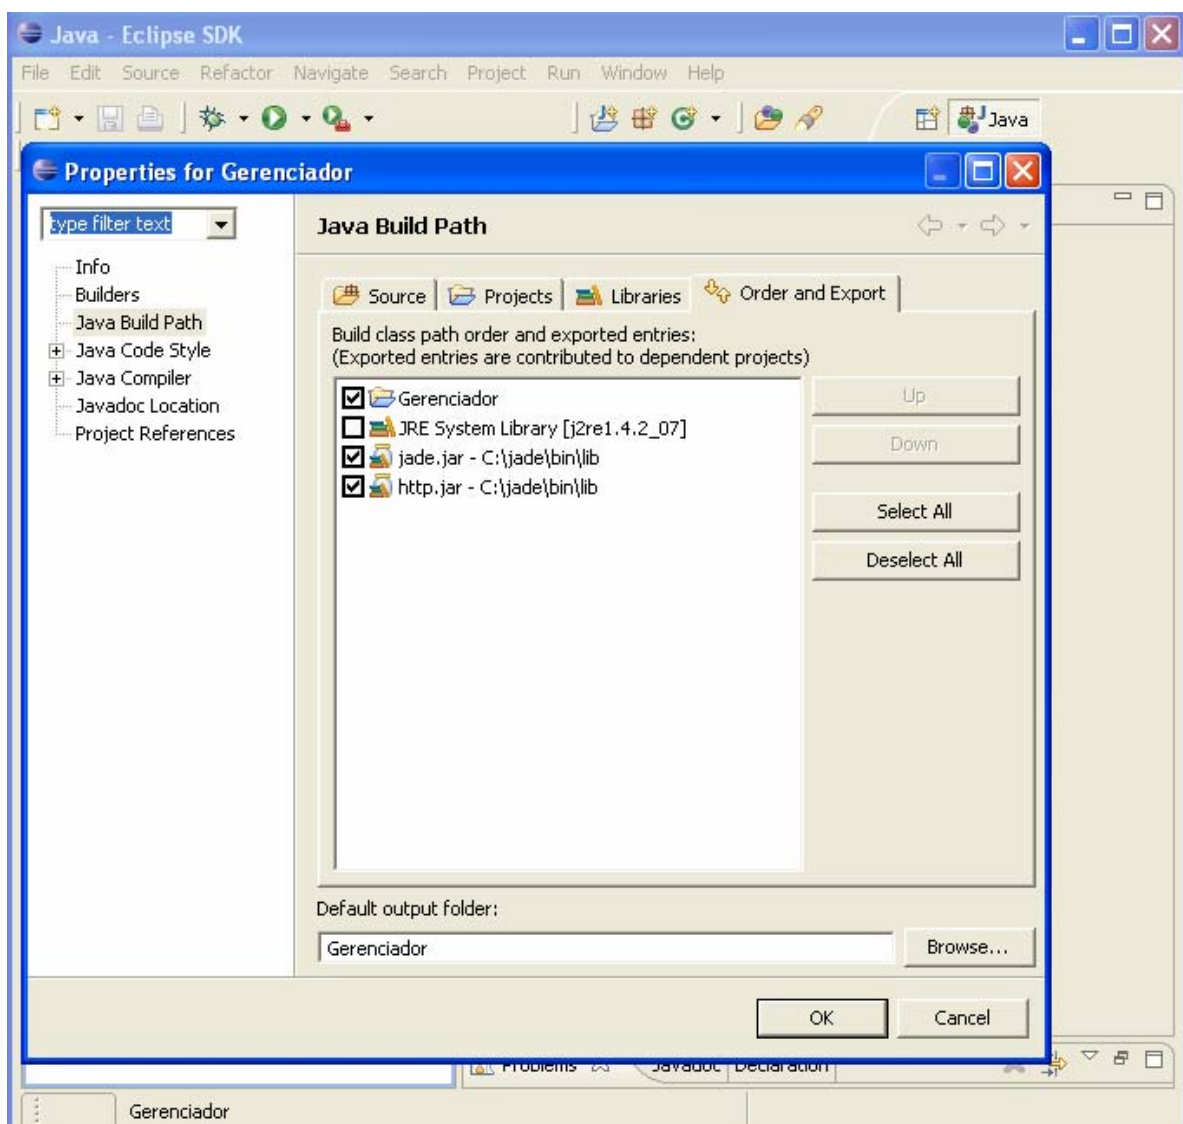 Java - Eclipse SDK
File Edit Source Refactor Navigate Search Project Run Window Help
Java
Properties for Gerenciador
type filter text
Java Build Path
Info
Builders
Java Build Path
Java Code Style
Java Compiler
Javadoc Location
Project References
Source Projects Libraries Order and Export
Build class path order and exported entries:
(Exported entries are contributed to dependent projects)
Gerenciador
JRE System Library [j2re1.4.2_07]
jade.jar - C:\jade\bin\lib
http.jar - C:\jade\bin\lib
Up
Down
Select All
Deselect All
Default output folder:
Gerenciador
Browse...
OK Cancel
Problems Javadoc Declaration
Gerenciador